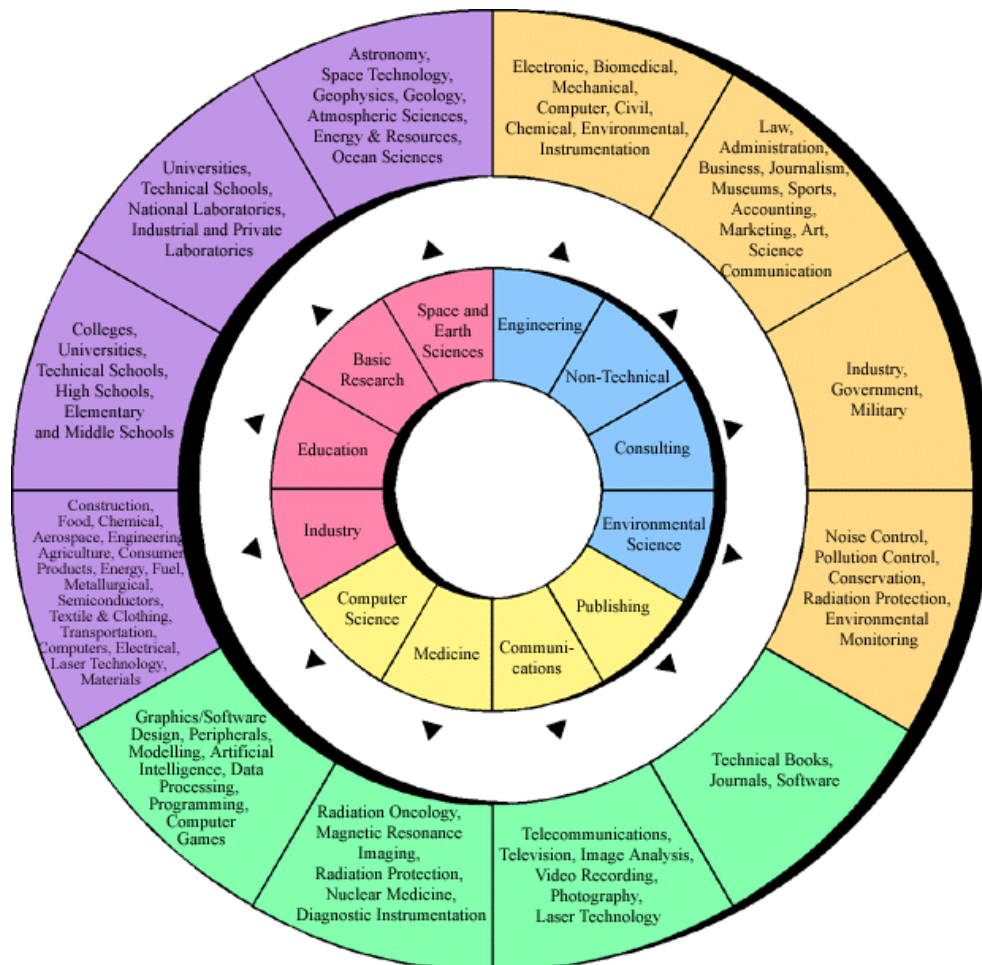 Astronomy,
Space Technology,
Geophysics, Geology,
Atmospheric Sciences,
Energy & Resources,
Ocean Sciences
Electronic, Biomedical,
Mechanical,
Computer, Civil,
Chemical, Environmental,
Instrumentation
Law,
Administration,
Business, Journalism,
Museums, Sports,
Accounting,
Marketing, Art,
Science
Communication
Industry,
Government,
Military
Noise Control,
Pollution Control,
Conservation,
Radiation Protection,
Environmental
Monitoring
Technical Books,
Journals, Software
Telecommunications,
Television, Image Analysis,
Video Recording,
Photography,
Laser Technology
Radiation Oncology,
Magnetic Resonance
Imaging,
Radiation Protection,
Nuclear Medicine,
Diagnostic Instrumentation
Graphics/Software
Design, Peripherals,
Modelling, Artificial
Intelligence, Data
Processing,
Programming,
Computer
Games
Construction,
Food, Chemical,
Aerospace, Engineering
Agriculture, Consumer
Products, Energy, Fuel,
Metallurgical,
Semiconductors,
Textile & Clothing,
Transportation,
Computers, Electrical,
Laser Technology,
Materials
Colleges,
Universities,
Technical Schools,
High Schools,
Elementary
and Middle Schools
Universities,
Technical Schools,
National Laboratories,
Industrial and Private
Laboratories
Space and
Earth
Sciences
Engineering
Non-Technical
Consulting
Environmental
Science
Publishing
Communi-
cations
Medicine
Computer
Science
Industry
Education
Basic
Research